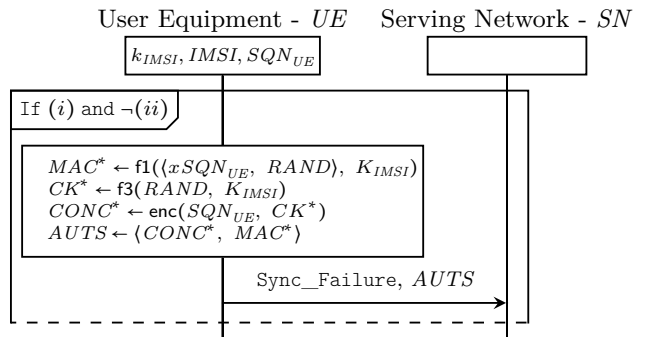 User Equipment - UE Serving Network - SN
k_IMSI, IMSI, SQN_UE
If (i) and ¬(ii)
MAC* ← f1(⟨xSQN_UE, RAND⟩, K_IMSI)
CK* ← f3(RAND, K_IMSI)
CONC* ← enc(SQN_UE, CK*)
AUTS ← ⟨CONC*, MAC*⟩
Sync_Failure, AUTS